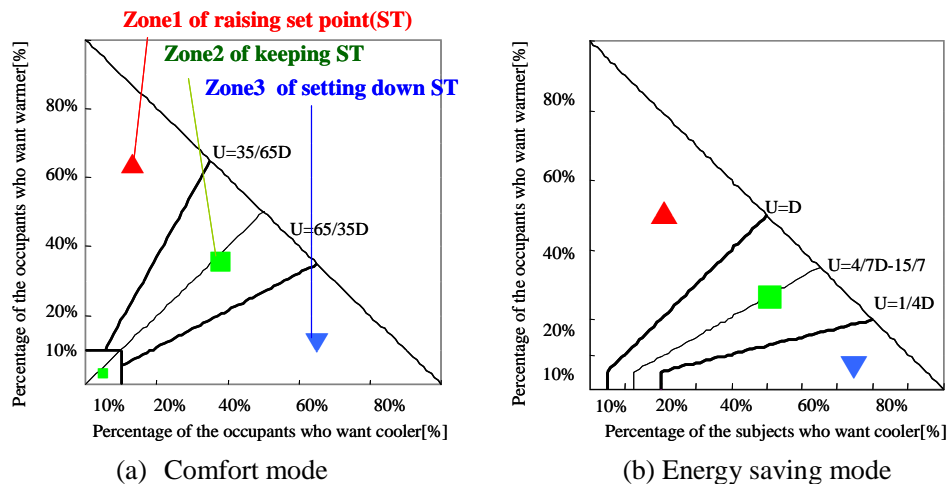 Zone1 of raising set point(ST)
Zone2 of keeping ST
Zone3 of setting down ST
Percentage of the occupants who want warmer[%]
80%
60%
40%
20%
10%
U=35/65D
U=65/35D
10%
20%
40%
60%
80%
Percentage of the occupants who want cooler[%]
(a) Comfort mode
Percentage of the occupants who want warmer[%]
80%
60%
40%
20%
10%
U=D
U=4/7D-15/7
U=1/4D
10%
20%
40%
60%
80%
Percentage of the subjects who want cooler[%]
(b) Energy saving mode